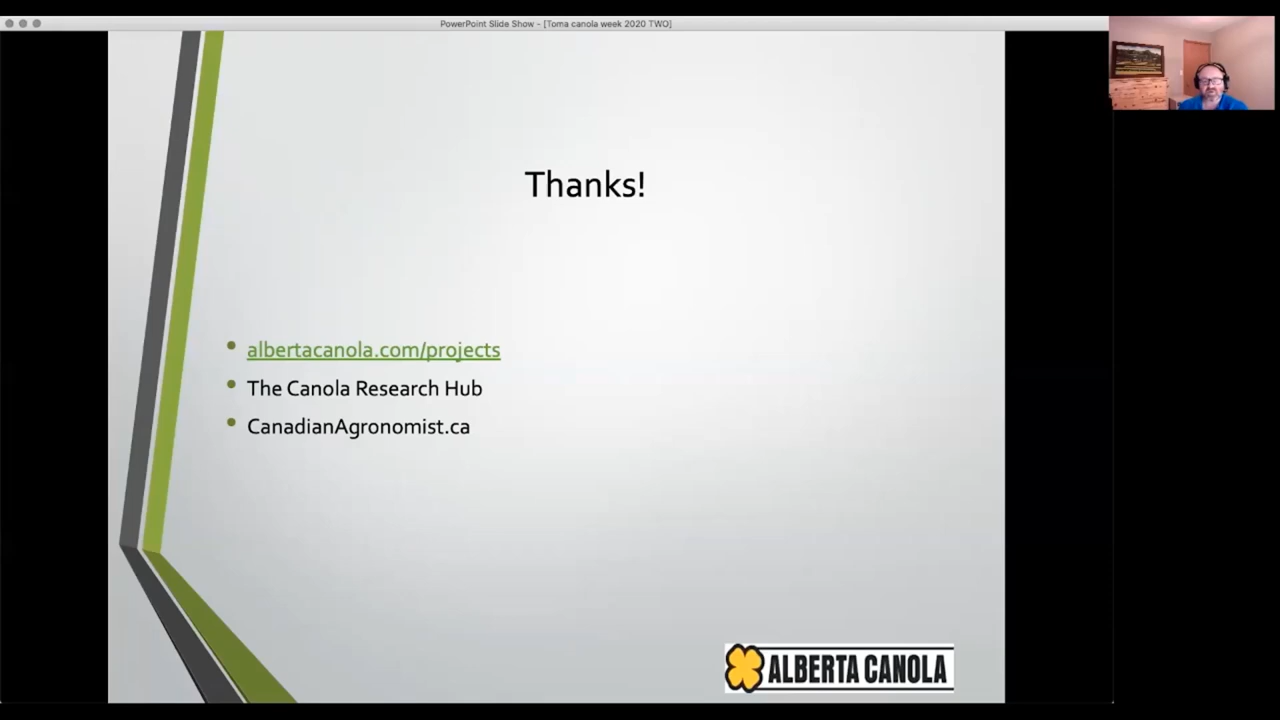 PowerPoint Slide Show - [Toma canola week 2020 TWO]
Thanks!
albertacanola.com/projects
The Canola Research Hub
CanadianAgronomist.ca
ALBERTA CANOLA